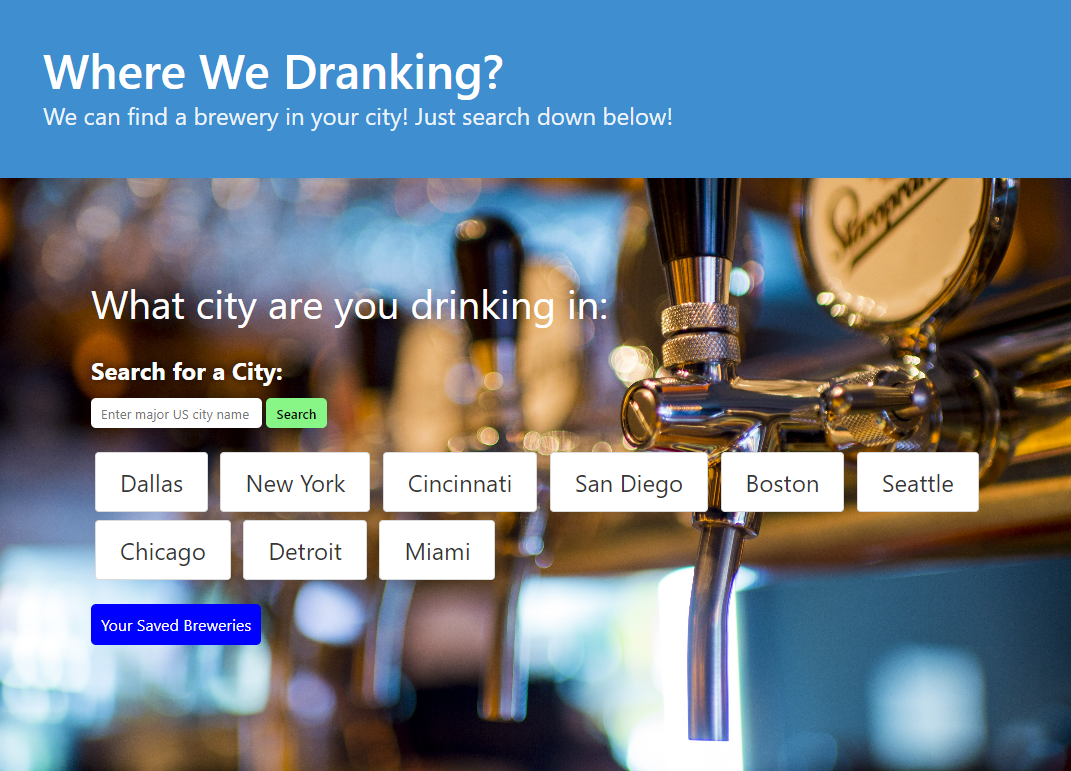 Where We Dranking?
We can find a brewery in your city! Just search down below!
What city are you drinking in:
Search for a City:
Enter major US city name Search
Dallas New York Cincinnati San Diego Boston Seattle
Chicago Detroit Miami
Your Saved Breweries